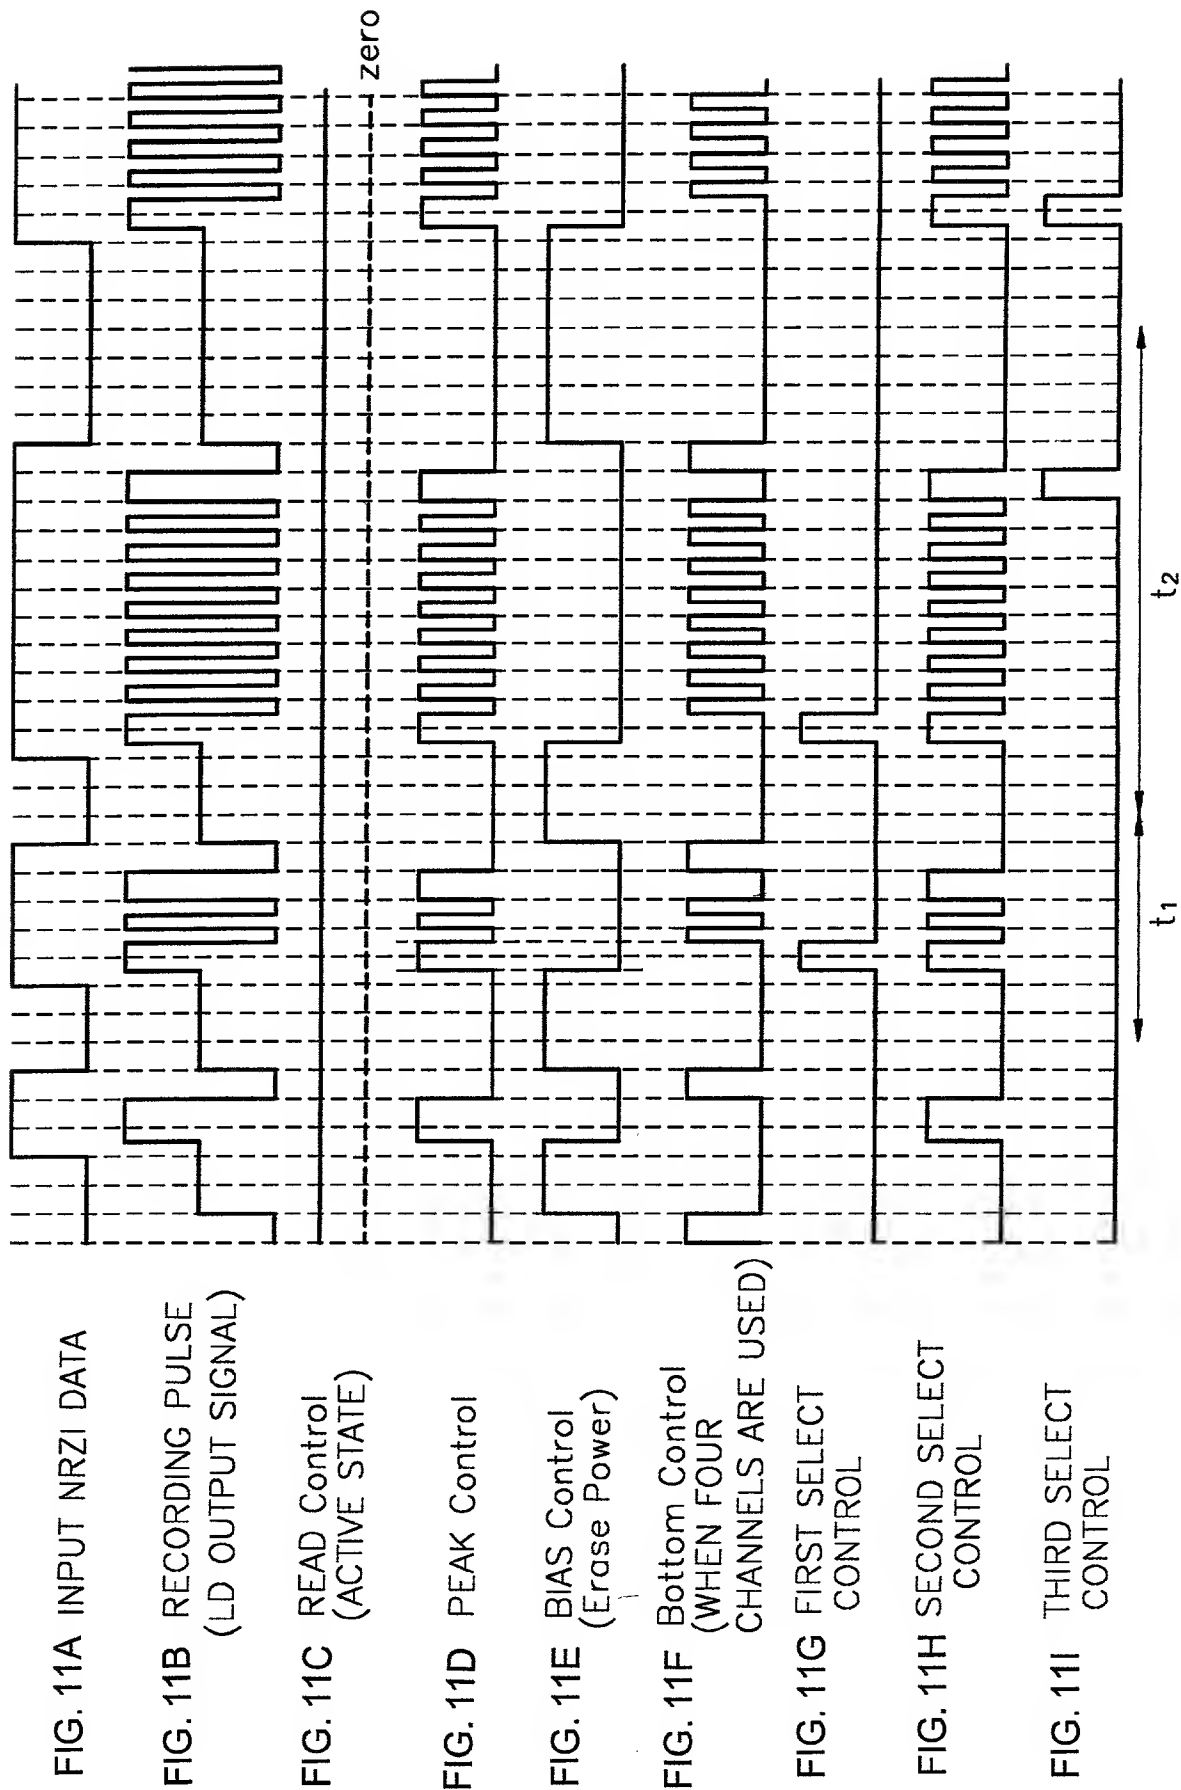 FIG. 11A INPUT NRZI DATA
FIG. 11B RECORDING PULSE
(LD OUTPUT SIGNAL)
FIG. 11C READ Control
(ACTIVE STATE)
zero
FIG. 11D PEAK Control
FIG. 11E BIAS Control
(Erase Power)
FIG. 11F Bottom Control
(WHEN FOUR
CHANNELS ARE USED)
FIG. 11G FIRST SELECT
CONTROL
FIG. 11H SECOND SELECT
CONTROL
FIG. 11I THIRD SELECT
CONTROL
t1
t2